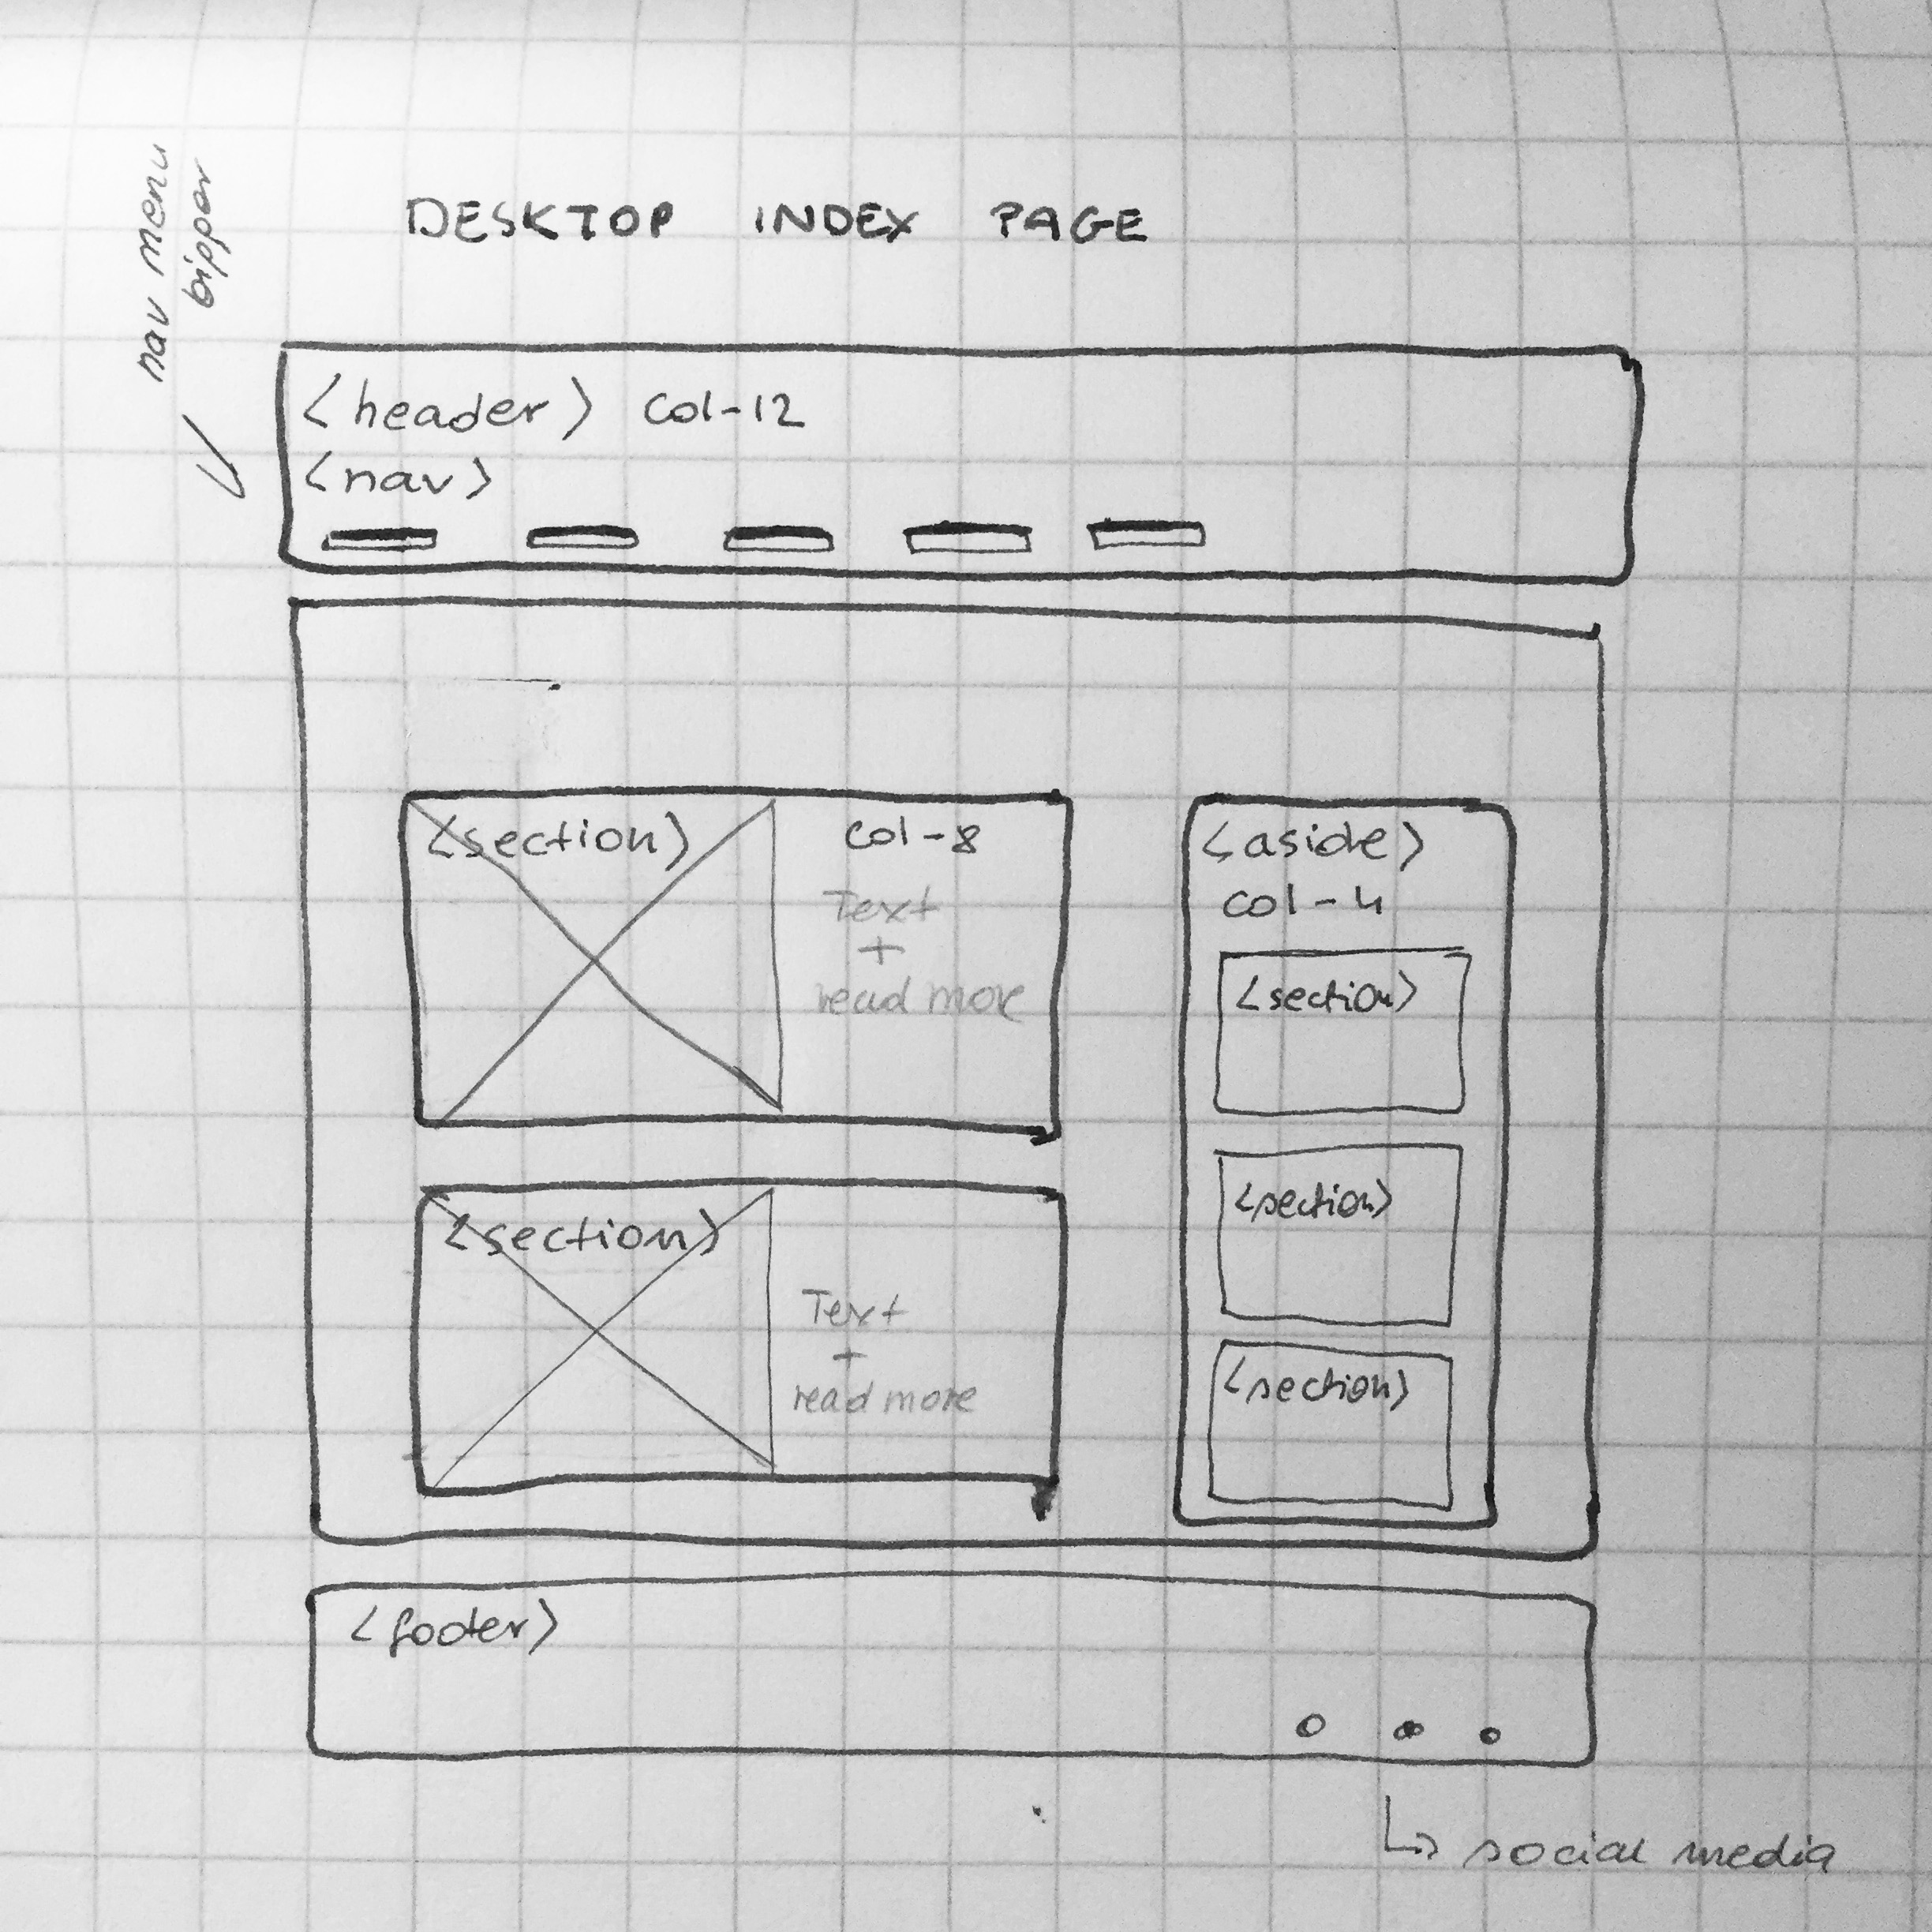 nav menu
bigger
DESKTOP INDEX PAGE
<header> col-12
<nav>
<section> col-8
Text
+
read more
<section>
Text
+
read more
<aside>
col-4
<section>
<section>
<section>
<footer>
social media